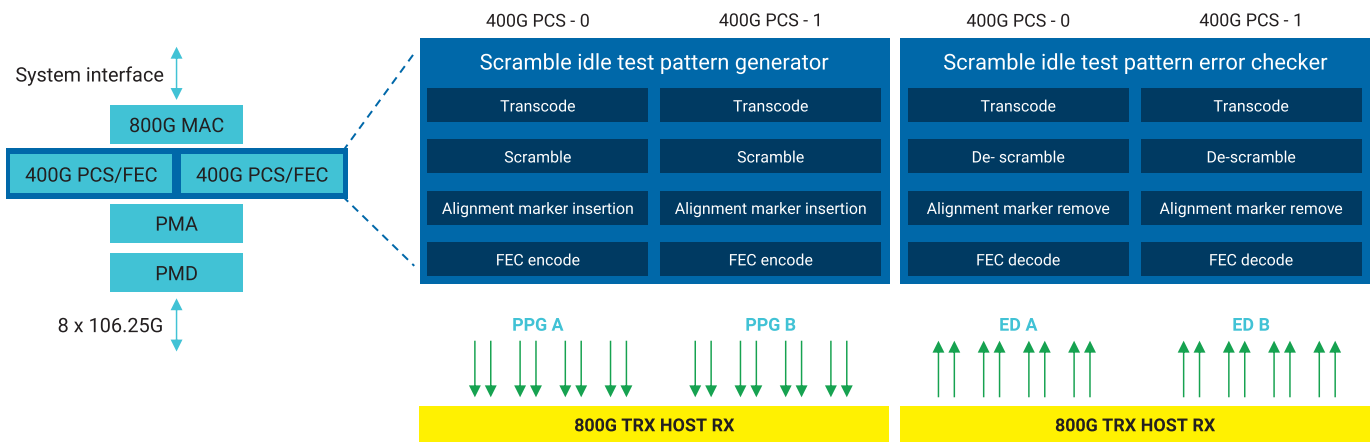 System interface
800G MAC
400G PCS/FEC 400G PCS/FEC
PMA
PMD
8 x 106.25G
400G PCS - 0 400G PCS - 1
Scramble idle test pattern generator
Transcode Transcode
Scramble Scramble
Alignment marker insertion Alignment marker insertion
FEC encode FEC encode
PPG A PPG B
800G TRX HOST RX
400G PCS - 0 400G PCS - 1
Scramble idle test pattern error checker
Transcode Transcode
De- scramble De-scramble
Alignment marker remove Alignment marker remove
FEC decode FEC decode
ED A ED B
800G TRX HOST RX